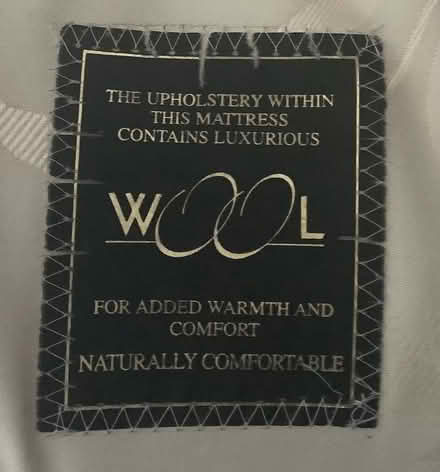 THE UPHOLSTERY WITHIN
THIS MATTRESS
CONTAINS LUXURIOUS
WOOL
FOR ADDED WARMTH AND
COMFORT
NATURALLY COMFORTABLE